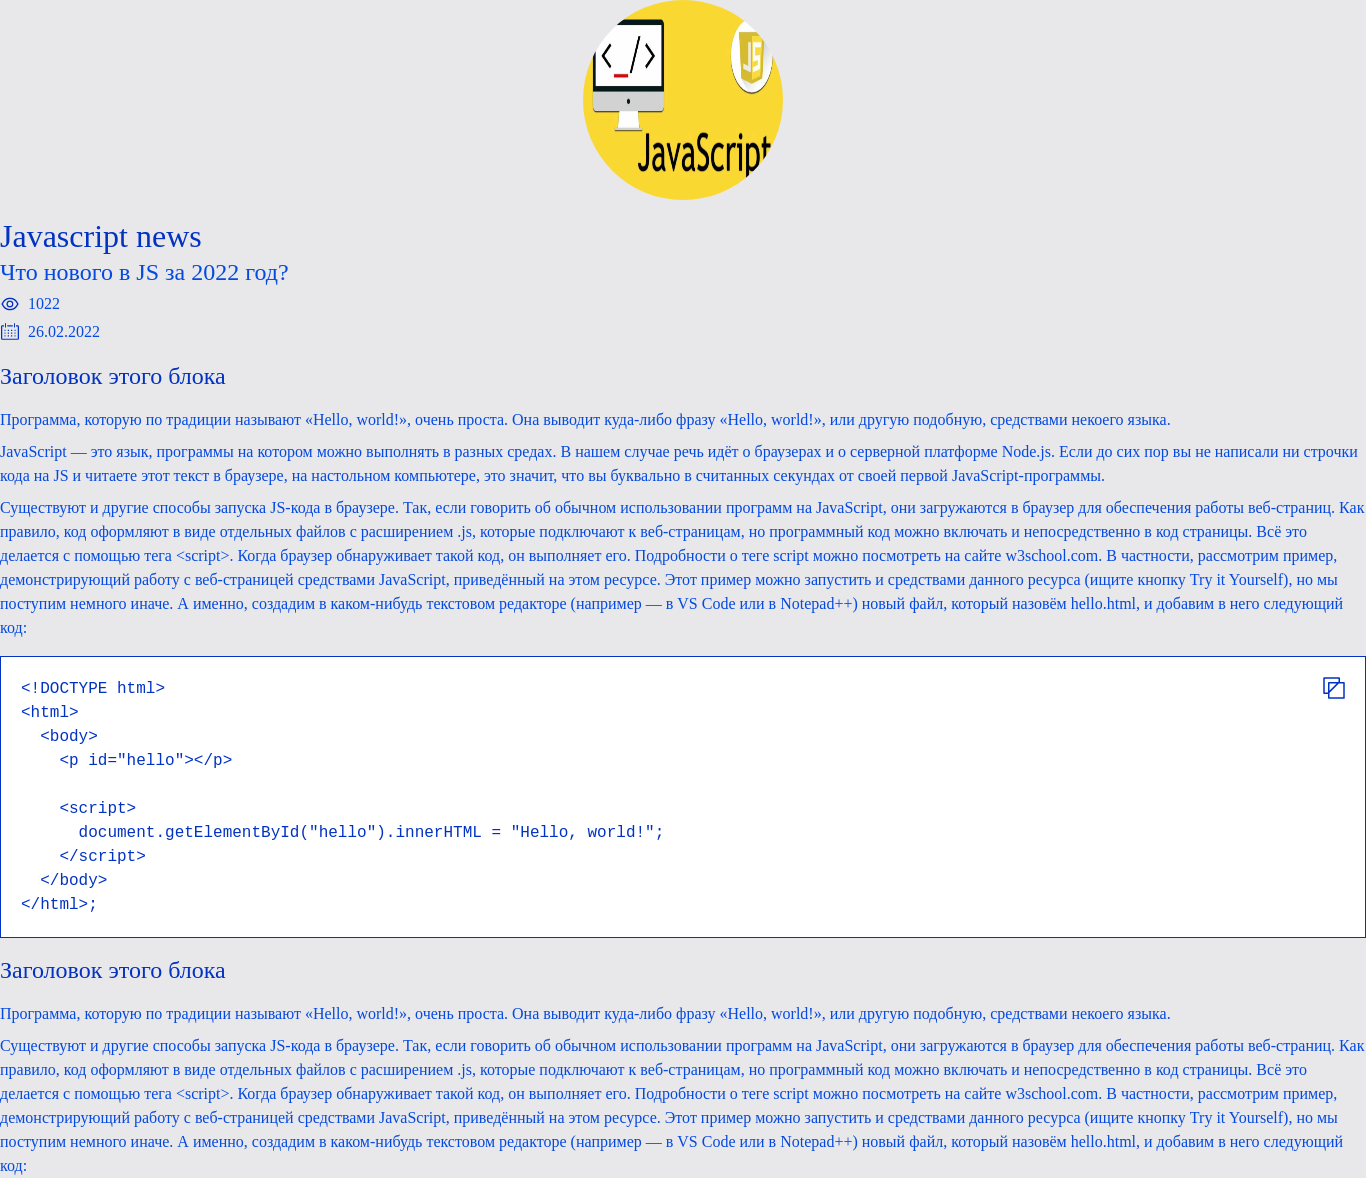 </>
JS
JavaScript
Javascript news
Что нового в JS за 2022 год?
1022
26.02.2022
Заголовок этого блока
Программа, которую по традиции называют «Hello, world!», очень проста. Она выводит куда-либо фразу «Hello, world!», или другую подобную, средствами некоего языка.
JavaScript — это язык, программы на котором можно выполнять в разных средах. В нашем случае речь идёт о браузерах и о серверной платформе Node.js. Если до сих пор вы не написали ни строчки
кода на JS и читаете этот текст в браузере, на настольном компьютере, это значит, что вы буквально в считанных секундах от своей первой JavaScript-программы.
Существуют и другие способы запуска JS-кода в браузере. Так, если говорить об обычном использовании программ на JavaScript, они загружаются в браузер для обеспечения работы веб-страниц. Как
правило, код оформляют в виде отдельных файлов с расширением .js, которые подключают к веб-страницам, но программный код можно включать и непосредственно в код страницы. Всё это
делается с помощью тега <script>. Когда браузер обнаруживает такой код, он выполняет его. Подробности о теге script можно посмотреть на сайте w3school.com. В частности, рассмотрим пример,
демонстрирующий работу с веб-страницей средствами JavaScript, приведённый на этом ресурсе. Этот пример можно запустить и средствами данного ресурса (ищите кнопку Try it Yourself), но мы
поступим немного иначе. А именно, создадим в каком-нибудь текстовом редакторе (например — в VS Code или в Notepad++) новый файл, который назовём hello.html, и добавим в него следующий
код:
<!DOCTYPE html>
<html>
  <body>
    <p id="hello"></p>

    <script>
      document.getElementById("hello").innerHTML = "Hello, world!";
    </script>
  </body>
</html>;
Заголовок этого блока
Программа, которую по традиции называют «Hello, world!», очень проста. Она выводит куда-либо фразу «Hello, world!», или другую подобную, средствами некоего языка.
Существуют и другие способы запуска JS-кода в браузере. Так, если говорить об обычном использовании программ на JavaScript, они загружаются в браузер для обеспечения работы веб-страниц. Как
правило, код оформляют в виде отдельных файлов с расширением .js, которые подключают к веб-страницам, но программный код можно включать и непосредственно в код страницы. Всё это
делается с помощью тега <script>. Когда браузер обнаруживает такой код, он выполняет его. Подробности о теге script можно посмотреть на сайте w3school.com. В частности, рассмотрим пример,
демонстрирующий работу с веб-страницей средствами JavaScript, приведённый на этом ресурсе. Этот пример можно запустить и средствами данного ресурса (ищите кнопку Try it Yourself), но мы
поступим немного иначе. А именно, создадим в каком-нибудь текстовом редакторе (например — в VS Code или в Notepad++) новый файл, который назовём hello.html, и добавим в него следующий
код: